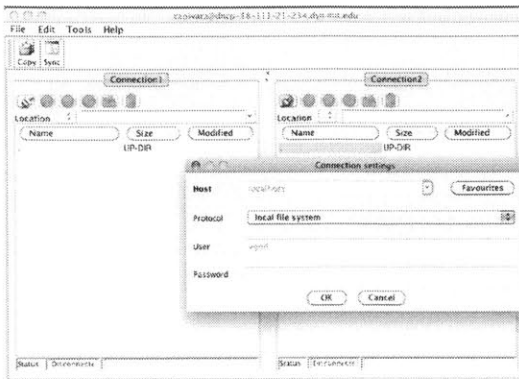 File Edit Tools Help
Copy Sync
Connection1
Connection2
Location
Location
Name Size Modified
Name Size Modified
UP-DIR
UP-DIR
Connection settings
Host Favourites
Protocol local file system
User
Password
OK Cancel
Status
Status